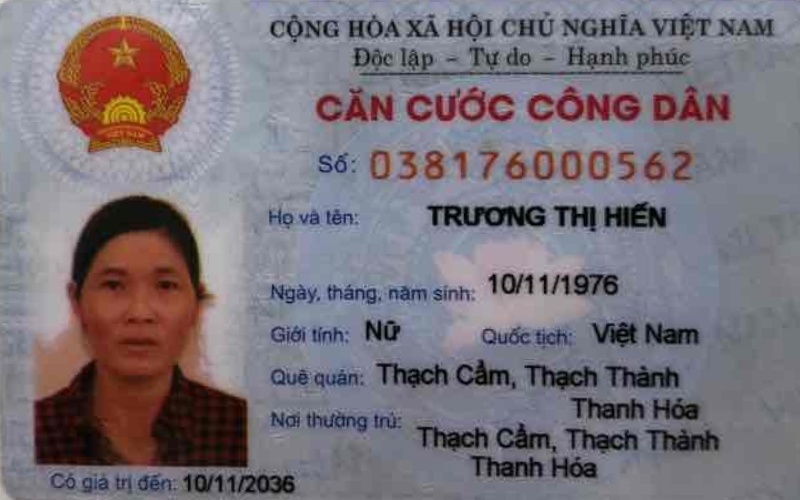 CỘNG HÒA XÃ HỘI CHỦ NGHĨA VIỆT NAM
Độc lập - Tự do - Hạnh phúc
CĂN CƯỚC CÔNG DÂN
Số: 038176000562
Họ và tên: TRƯƠNG THỊ HIẾN
Ngày, tháng, năm sinh: 10/11/1976
Giới tính: Nữ Quốc tịch: Việt Nam
Quê quán: Thạch Cẩm, Thạch Thành
Thanh Hóa
Nơi thường trú:
Thạch Cẩm, Thạch Thành
Thanh Hóa
Có giá trị đến: 10/11/2036
VIỆT NAM